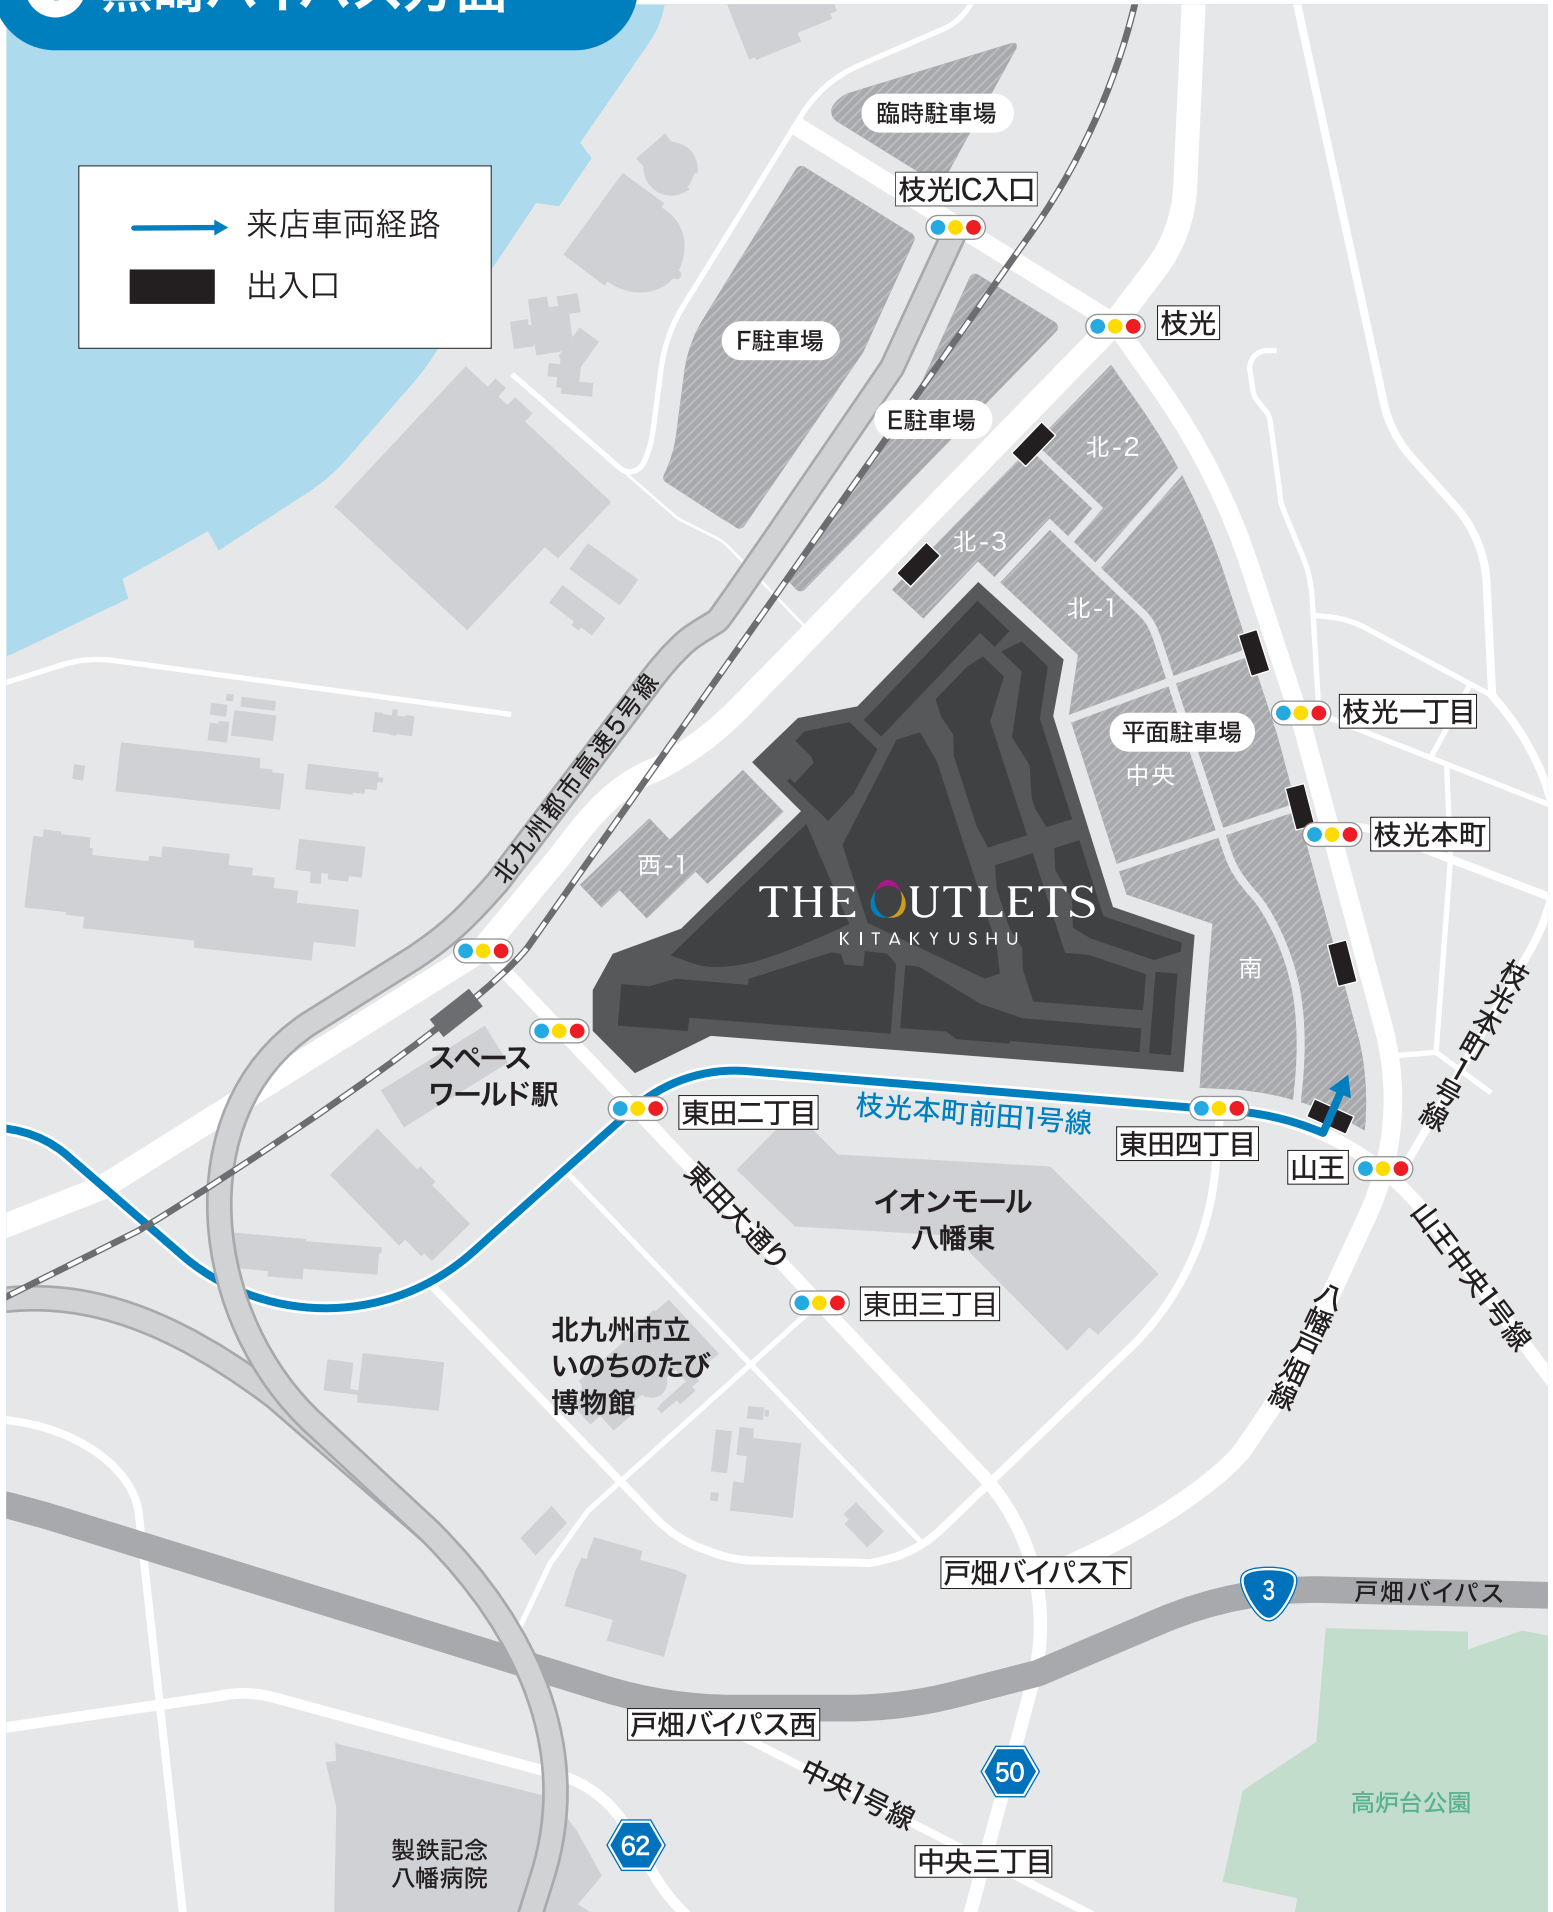 黒崎バイパス方面
来店車両経路
出入口
臨時駐車場
枝光IC入口
枝光
F駐車場
E駐車場
北-2
北-3
北-1
北九州都市高速5号線
枝光一丁目
平面駐車場
中央
枝光本町
西-1
THE OUTLETS
KITAKYUSHU
南
枝光本町1号線
スペース
ワールド駅
東田二丁目
枝光本町前田1号線
東田四丁目
山王
東田大通り
イオンモール
八幡東
山王中央1号線
東田三丁目
八幡戸畑線
北九州市立
いのちのたび
博物館
戸畑バイパス下
3
戸畑バイパス
戸畑バイパス西
中央1号線
50
高炉台公園
62
製鉄記念
八幡病院
中央三丁目